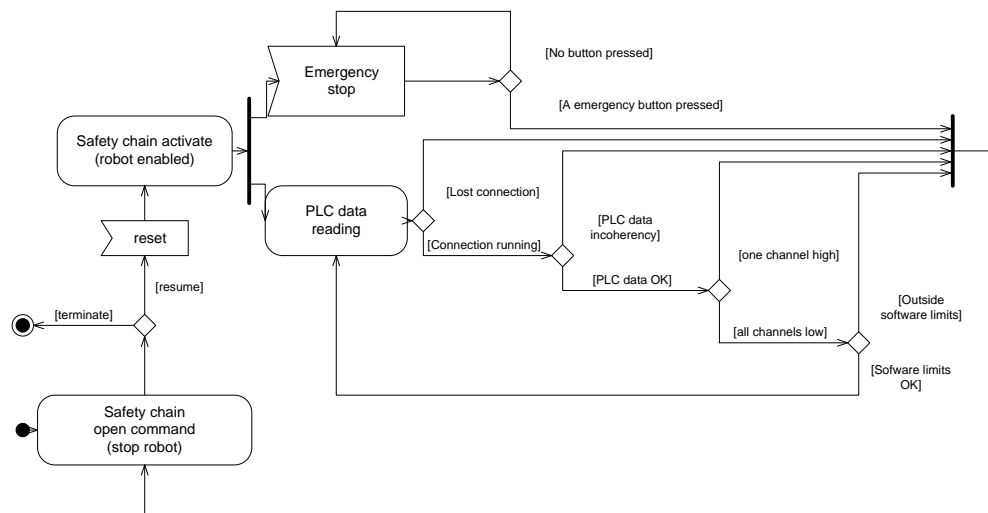 [No button pressed]
Emergency
stop
[A emergency button pressed]
Safety chain activate
(robot enabled)
[Lost connection]
PLC data
reading
[PLC data
incoherency]
reset
[Connection running]
[one channel high]
[PLC data OK]
[resume]
[Outside
software limits]
[terminate]
[all channels low]
[Sofware limits
OK]
Safety chain
open command
(stop robot)